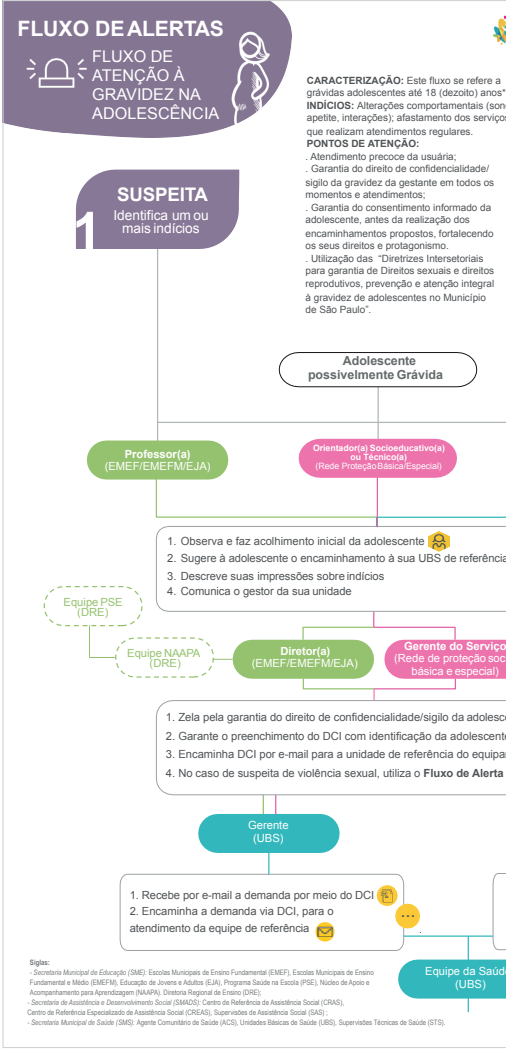 FLUXO DE ALERTAS
FLUXO DE
ATENÇÃO À
GRAVIDEZ NA
ADOLESCÊNCIA
CARACTERIZAÇÃO: Este fluxo se refere a
grávidas adolescentes até 18 (dezoito) anos*
INDÍCIOS: Alterações comportamentais (sono
apetite, interações); afastamento dos serviços
que realizam atendimentos regulares.
PONTOS DE ATENÇÃO:
. Atendimento precoce da usuária;
. Garantia do direito de confidencialidade/
sigilo da gravidez da gestante em todos os
momentos e atendimentos;
. Garantia do consentimento informado da
adolescente, antes da realização dos
encaminhamentos propostos, fortalecendo
os seus direitos e protagonismo.
. Utilização das “Diretrizes Intersetoriais
para garantia de Direitos sexuais e direitos
reprodutivos, prevenção e atenção integral
à gravidez de adolescentes no Município
de São Paulo”.
1
SUSPEITA
Identifica um ou
mais indícios
Adolescente
possivelmente Grávida
Professor(a)
(EMEF/EMEFM/EJA)
Orientador(a) Socioeducativo(a)
ou Técnico(a)
(Rede Proteção Básica/Especial)
1. Observa e faz acolhimento inicial da adolescente
2. Sugere à adolescente o encaminhamento à sua UBS de referência
3. Descreve suas impressões sobre indícios
4. Comunica o gestor da sua unidade
Equipe PSE
(DRE)
Equipe NAAPA
(DRE)
Diretor(a)
(EMEF/EMEFM/EJA)
Gerente do Serviço
(Rede de proteção soci
básica e especial)
1. Zela pela garantia do direito de confidencialidade/sigilo da adolesc
2. Garante o preenchimento do DCI com identificação da adolescente
3. Encaminha DCI por e-mail para a unidade de referência do equipa
4. No caso de suspeita de violência sexual, utiliza o Fluxo de Alerta
Gerente
(UBS)
1. Recebe por e-mail a demanda por meio do DCI
2. Encaminha a demanda via DCI, para o
atendimento da equipe de referência
Equipe da Saúde
(UBS)
Siglas:
- Secretaria Municipal de Educação (SME): Escolas Municipais de Ensino Fundamental (EMEF), Escolas Municipais de Ensino
Fundamental e Médio (EMEFM), Educação de Jovens e Adultos (EJA), Programa Saúde na Escola (PSE), Núcleo de Apoio e
Acompanhamento para Aprendizagem (NAAPA), Diretoria Regional de Ensino (DRE);
- Secretaria de Assistência e Desenvolvimento Social (SMADS): Centro de Referência de Assistência Social (CRAS),
Centro de Referência Especializado de Assistência Social (CREAS), Supervisões de Assistência Social (SAS) ;
- Secretaria Municipal de Saúde (SMS): Agente Comunitário de Saúde (ACS), Unidades Básicas de Saúde (UBS), Supervisões Técnicas de Saúde (STS).